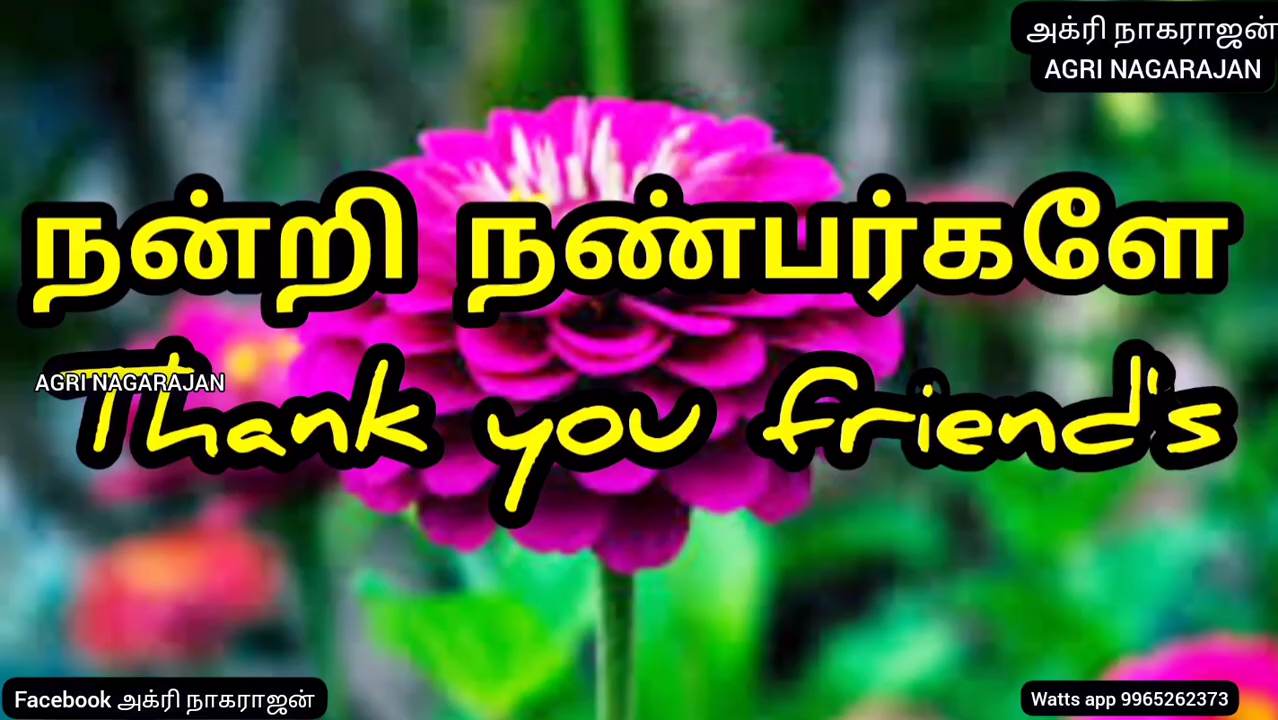 அக்ரி நாகராஜன்
AGRI NAGARAJAN
நன்றி நண்பர்களே
AGRI NAGARAJAN
Thank you friend's
Facebook அக்ரி நாகராஜன்
Watts app 9965262373